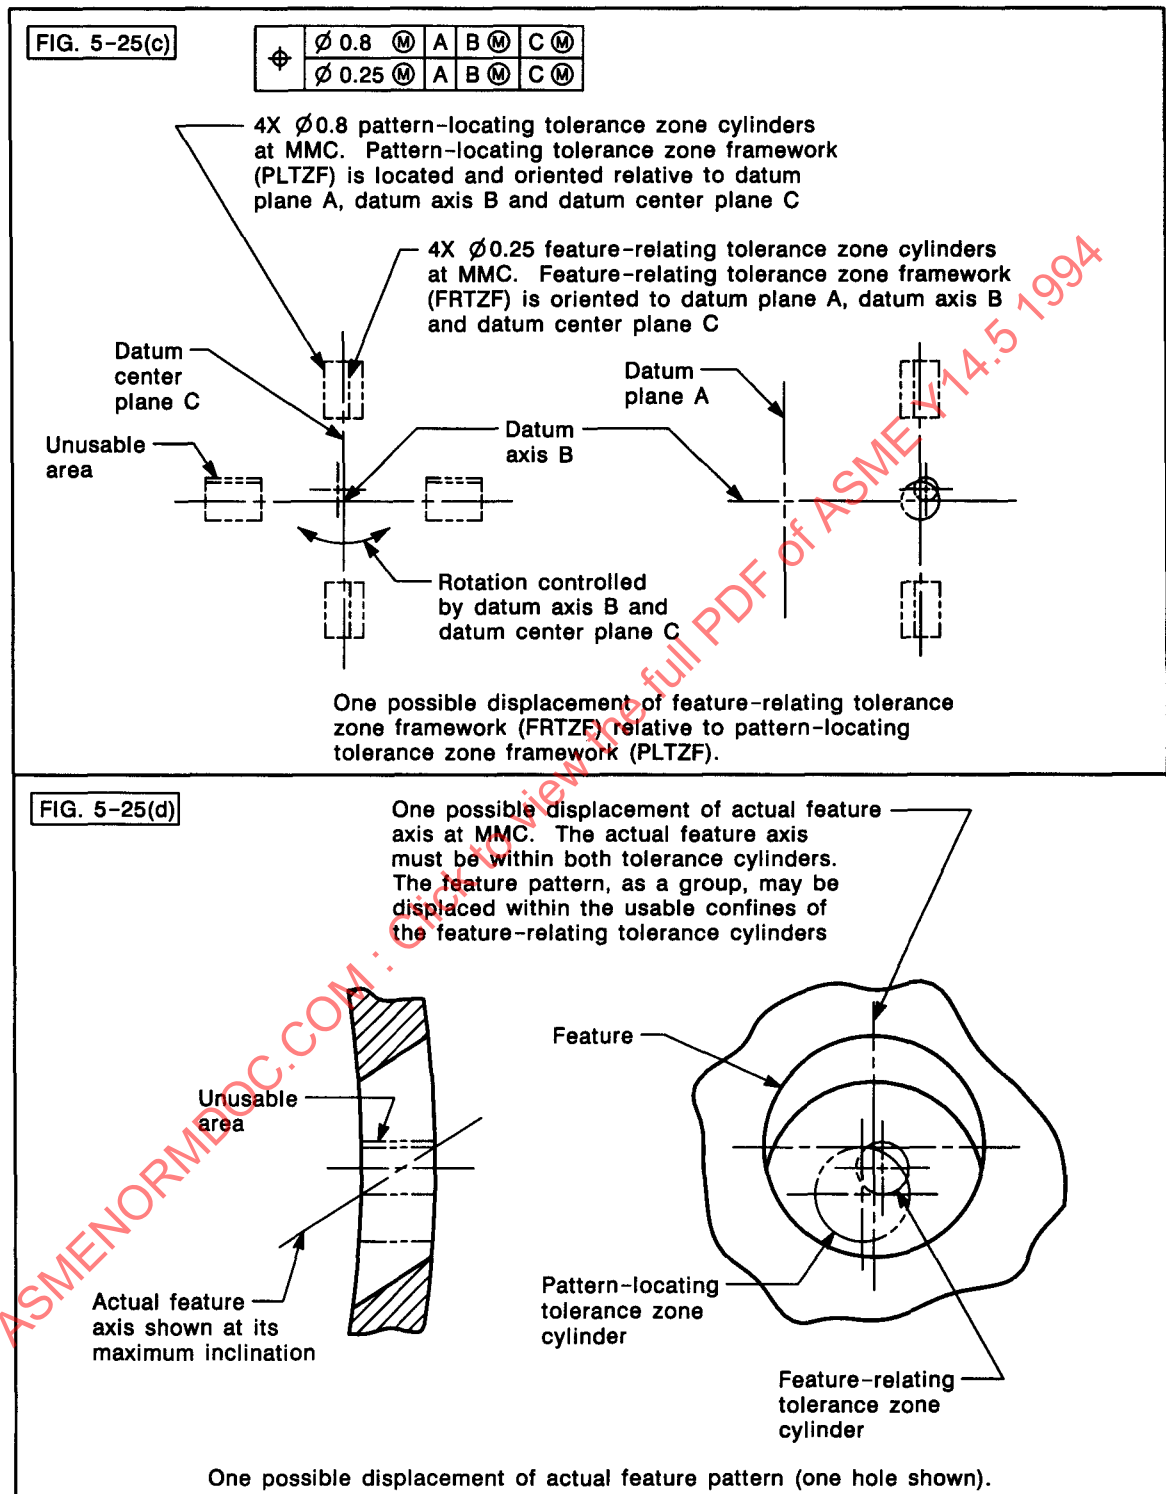 FIG. 5-25(c)
⌖ Ø 0.8 Ⓜ A B Ⓜ C Ⓜ
Ø 0.25 Ⓜ A B Ⓜ C Ⓜ
4X Ø0.8 pattern-locating tolerance zone cylinders
at MMC. Pattern-locating tolerance zone framework
(PLTZF) is located and oriented relative to datum
plane A, datum axis B and datum center plane C
4X Ø0.25 feature-relating tolerance zone cylinders
at MMC. Feature-relating tolerance zone framework
(FRTZF) is oriented to datum plane A, datum axis B
and datum center plane C
Datum
center
plane C
Unusable
area
Datum
axis B
Datum
plane A
Rotation controlled
by datum axis B and
datum center plane C
One possible displacement of feature-relating tolerance
zone framework (FRTZF) relative to pattern-locating
tolerance zone framework (PLTZF).
FIG. 5-25(d)
One possible displacement of actual feature
axis at MMC. The actual feature axis
must be within both tolerance cylinders.
The feature pattern, as a group, may be
displaced within the usable confines of
the feature-relating tolerance cylinders
Feature
Unusable
area
Actual feature
axis shown at its
maximum inclination
Pattern-locating
tolerance zone
cylinder
Feature-relating
tolerance zone
cylinder
One possible displacement of actual feature pattern (one hole shown).
ASMENORMDOC.COM : Click to view the full PDF of ASME Y14.5 1994